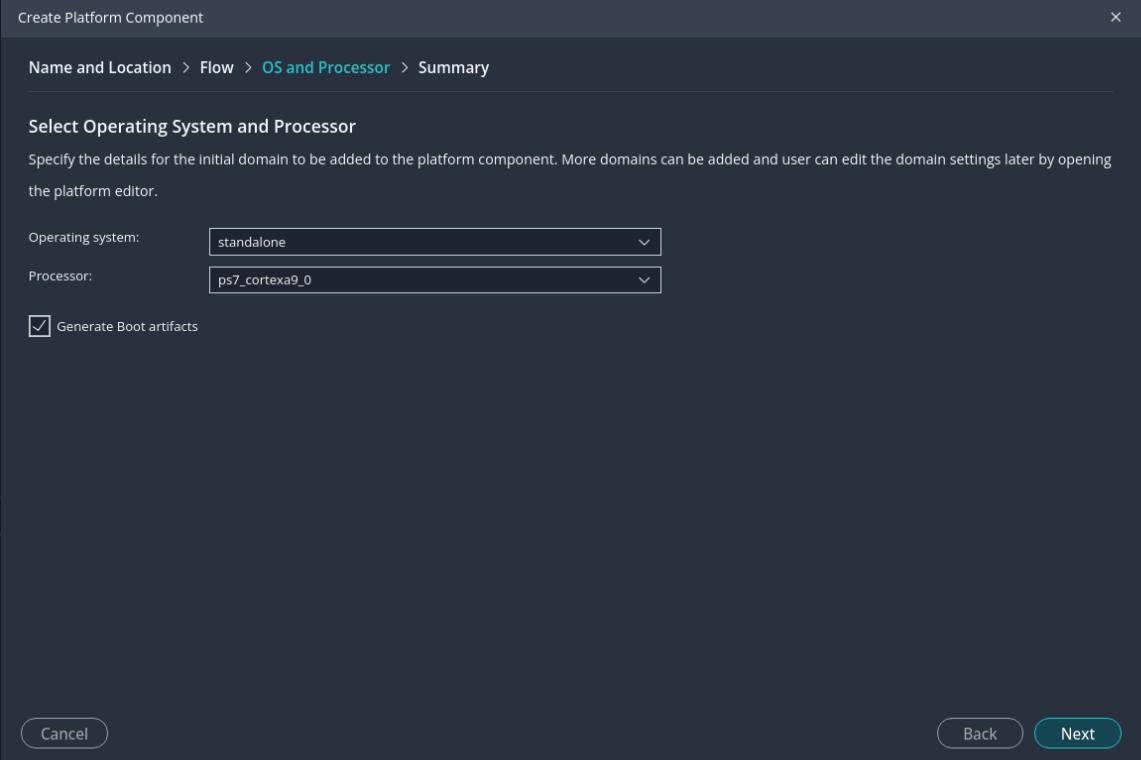 Create Platform Component
Name and Location > Flow > OS and Processor > Summary
Select Operating System and Processor
Specify the details for the initial domain to be added to the platform component. More domains can be added and user can edit the domain settings later by opening
the platform editor.
Operating system: standalone
Processor: ps7_cortexa9_0
Generate Boot artifacts
Cancel Back Next